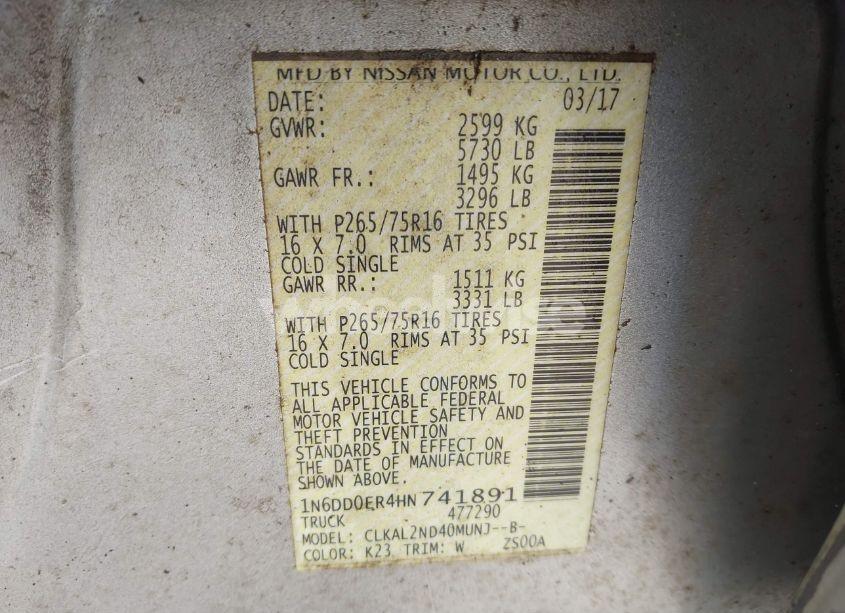 MFD BY NISSAN MOTOR CO., LTD.
DATE: 03/17
GVWR: 2599 KG
5730 LB
GAWR FR.: 1495 KG
3296 LB
WITH P265/75R16 TIRES
16 X 7.0 RIMS AT 35 PSI
COLD SINGLE
GAWR RR.: 1511 KG
3331 LB
WITH P265/75R16 TIRES
16 X 7.0 RIMS AT 35 PSI
COLD SINGLE
THIS VEHICLE CONFORMS TO
ALL APPLICABLE FEDERAL
MOTOR VEHICLE SAFETY AND
THEFT PREVENTION
STANDARDS IN EFFECT ON
THE DATE OF MANUFACTURE
SHOWN ABOVE.
1N6DD0ER4HN741891
TRUCK 477290
MODEL: CLKAL2ND40MUNJ--B-
COLOR: K23 TRIM: W ZS00A